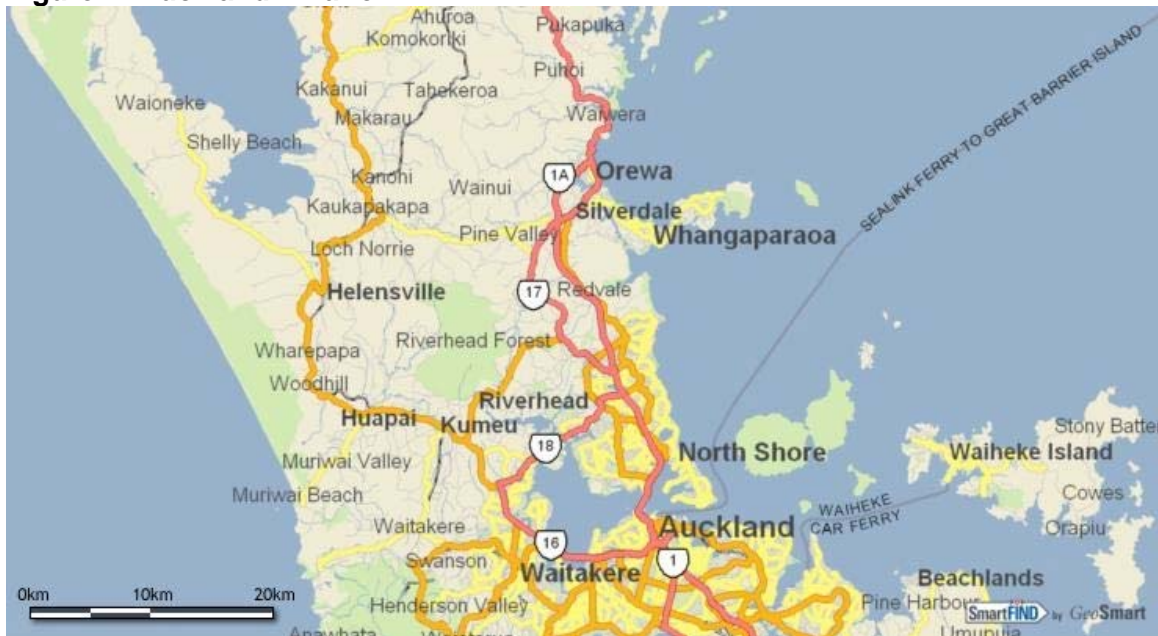 Ahuroa
Pukapuka
Komokoriki
Puhoi
Kakanui
Tahekeroa
Waioneke
Makarau
Waiwera
Shelly Beach
Kanohi
1A
Orewa
Wainui
Kaukapakapa
Silverdale
Pine Valley
Whangaparaoa
SEALINK FERRY TO GREAT BARRIER ISLAND
Loch Norrie
Helensville
17
Redvale
Riverhead Forest
Wharepapa
Woodhill
Riverhead
Huapai
Kumeu
18
North Shore
Stony Batter
Waiheke Island
Muriwai Valley
Muriwai Beach
Cowes
WAIHEKE
CAR FERRY
Orapiu
Waitakere
Auckland
16
Swanson
1
Waitakere
Beachlands
0km 10km 20km
Henderson Valley
Pine Harbour
SmartFIND by GeoSmart